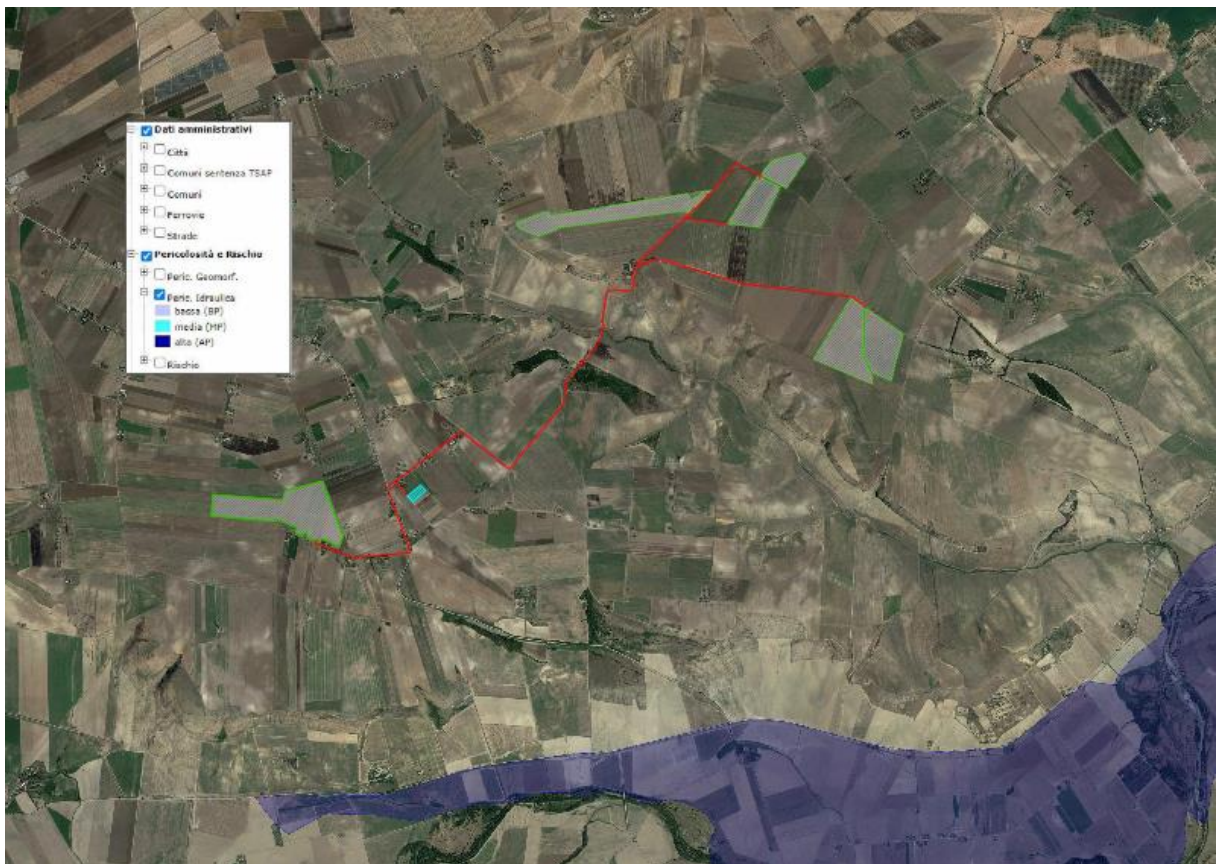 Dati amministrativi
Città
Comuni sentenza TSAP
Comuni
Ferrovie
Strade
Pericolosità e Rischio
Peric. Geomorf.
Peric. Idraulica
bassa (BP)
media (MP)
alta (AP)
Rischio